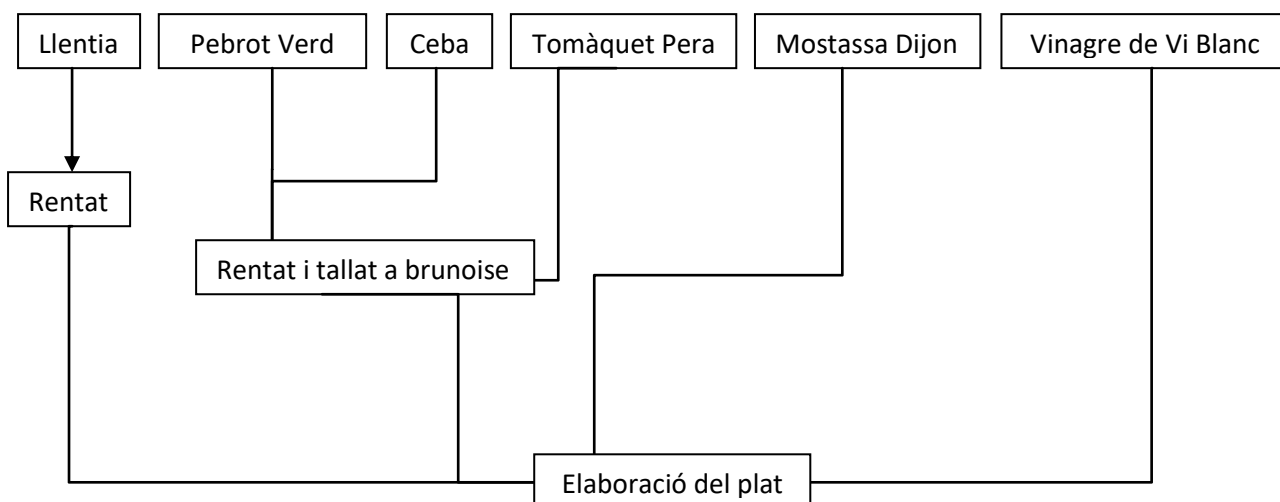 Llentia
Pebrot Verd
Ceba
Tomàquet Pera
Mostassa Dijon
Vinagre de Vi Blanc
Rentat
Rentat i tallat a brunoise
Elaboració del plat